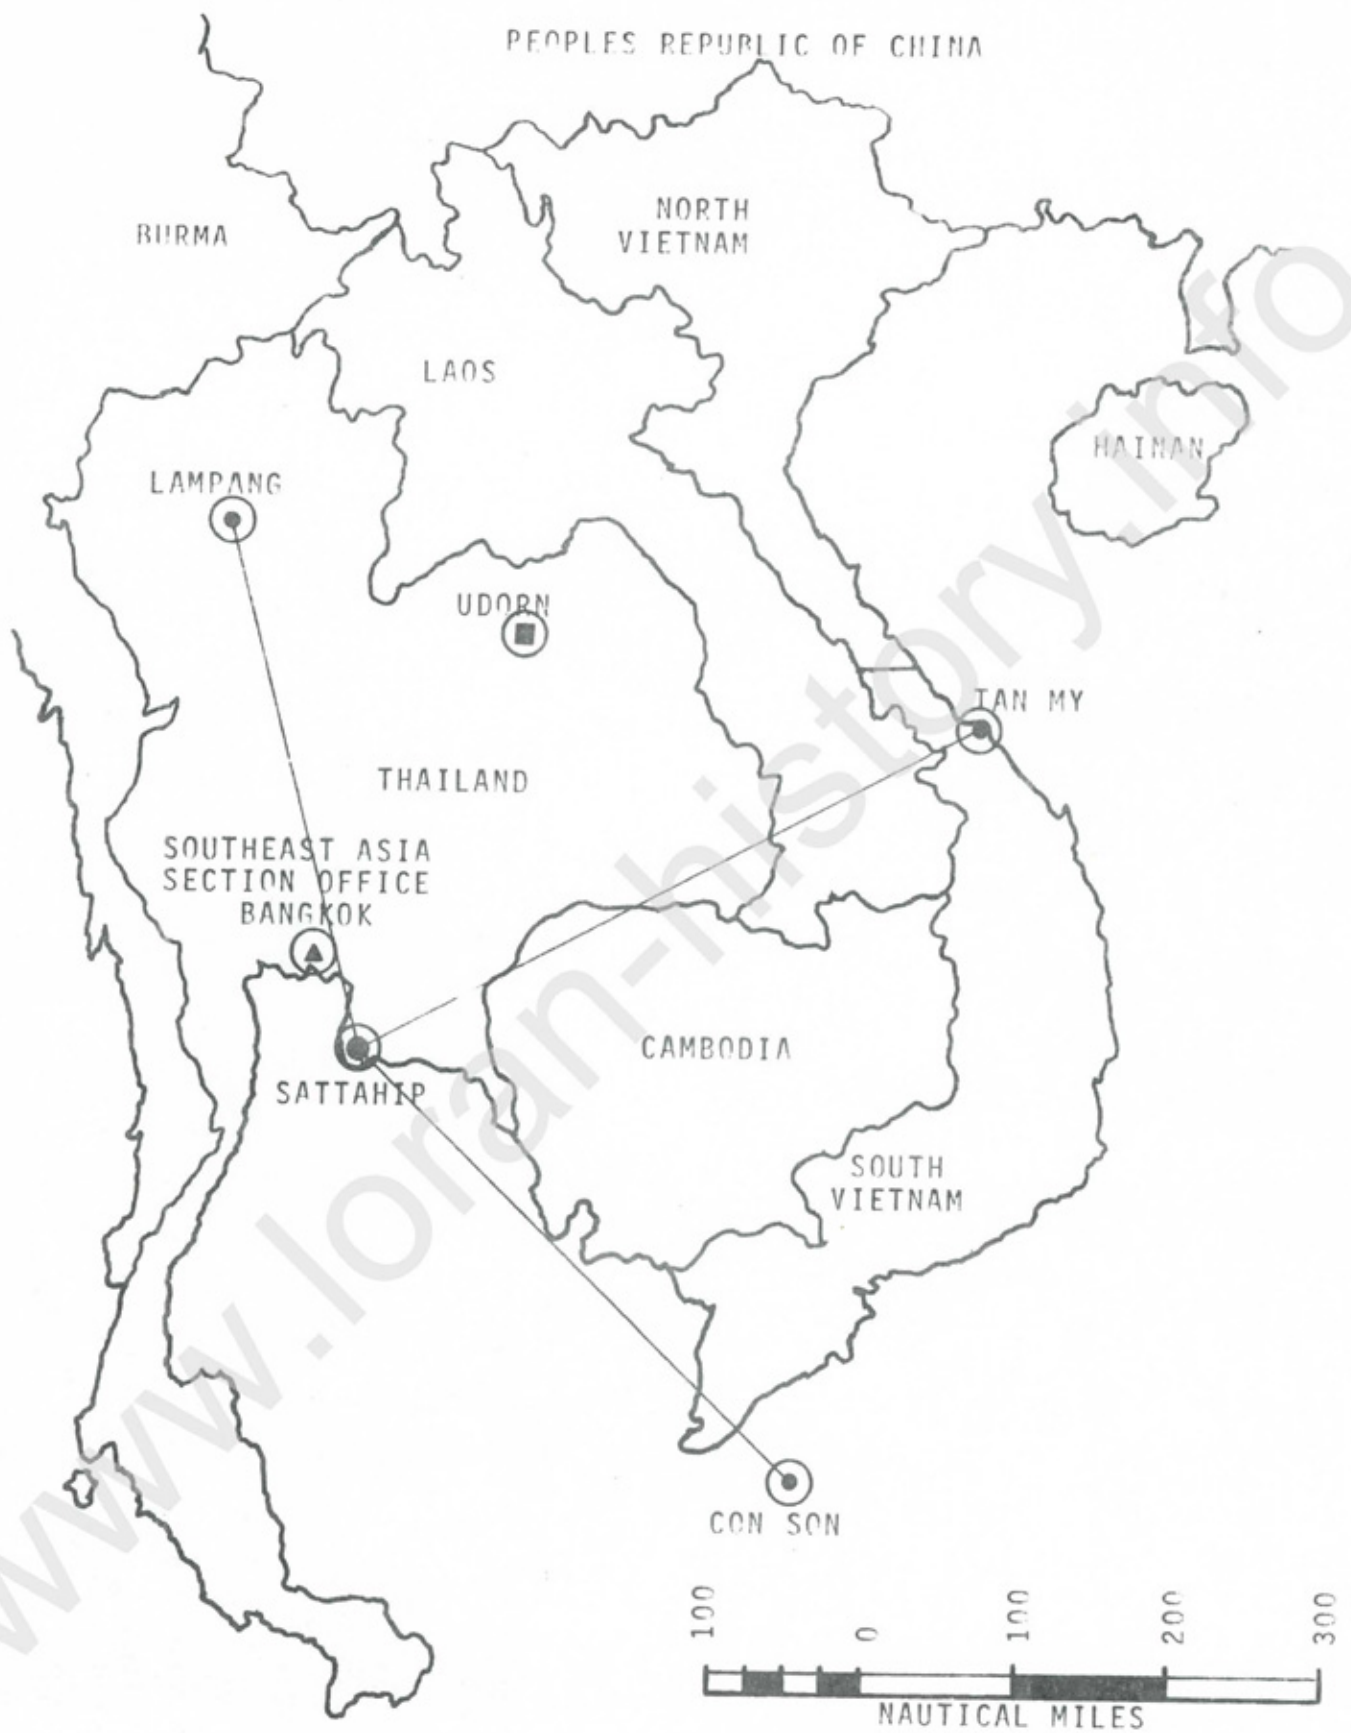 PEOPLES REPUBLIC OF CHINA
NORTH
VIETNAM
BURMA
LAOS
HAINAN
LAMPANG
UDORN
TAN MY
THAILAND
SOUTHEAST ASIA
SECTION OFFICE
BANGKOK
CAMBODIA
SATTAHIP
SOUTH
VIETNAM
CON SON
100 0 100 200 300
NAUTICAL MILES
www.loran-history.info